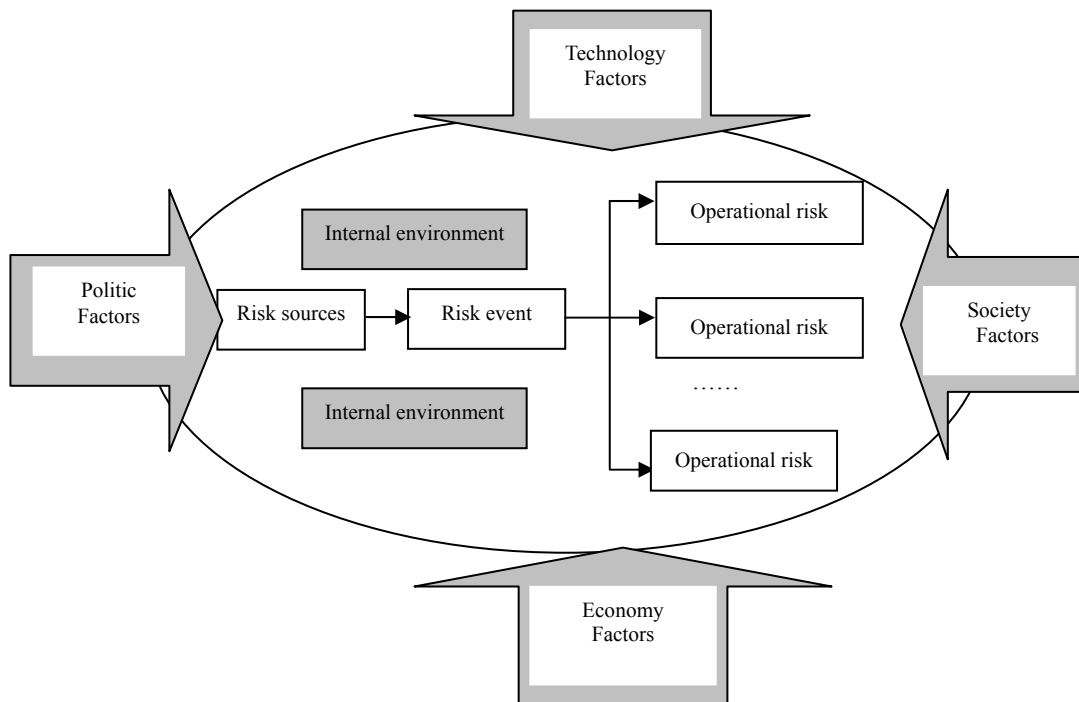 Technology
Factors
Operational risk
Internal environment
Politic
Factors
Risk sources
Risk event
Operational risk
Society
Factors
……
Internal environment
Operational risk
Economy
Factors